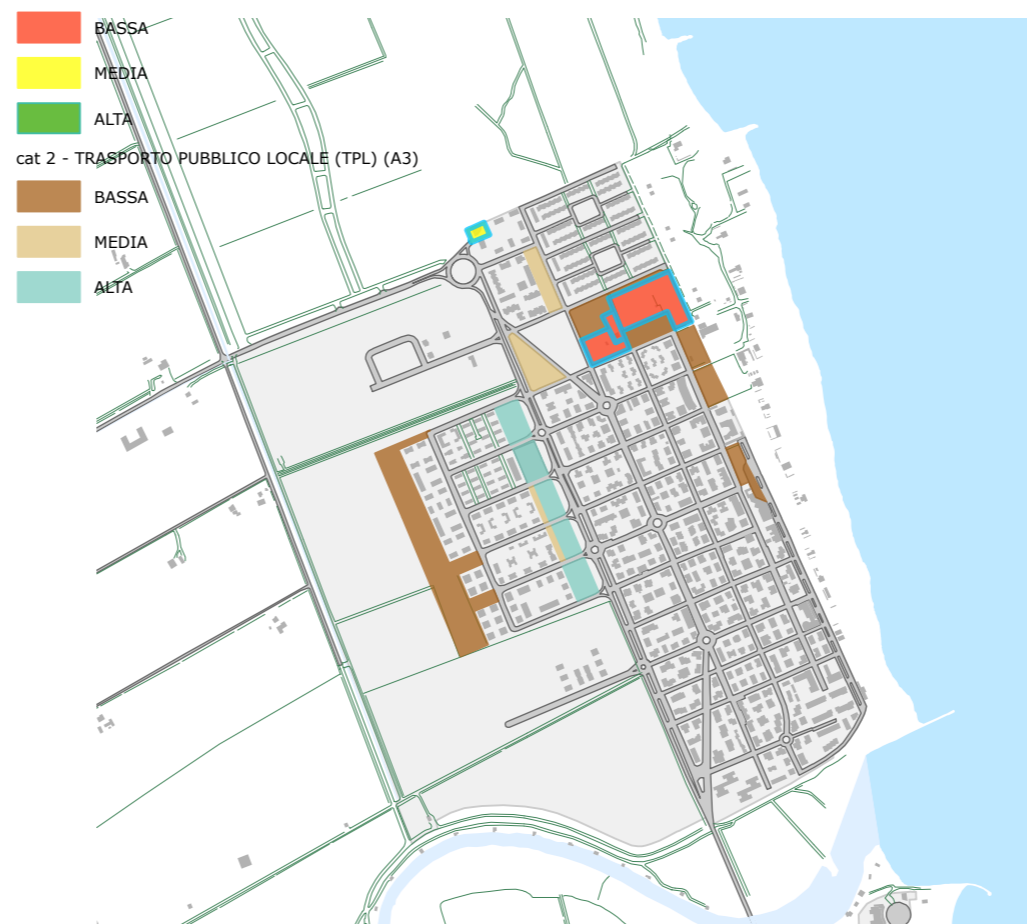 BASSA
MEDIA
ALTA
cat 2 - TRASPORTO PUBBLICO LOCALE (TPL) (A3)
BASSA
MEDIA
ALTA